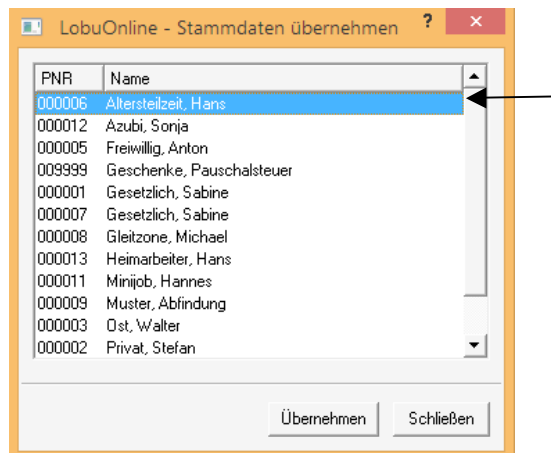 LobuOnline - Stammdaten übernehmen ?
PNR Name
000006 Altersteilzeit, Hans
000012 Azubi, Sonja
000005 Freiwillig, Anton
009999 Geschenke, Pauschalsteuer
000001 Gesetzlich, Sabine
000007 Gesetzlich, Sabine
000008 Gleitzone, Michael
000013 Heimarbeiter, Hans
000011 Minijob, Hannes
000009 Muster, Abfindung
000003 Ost, Walter
000002 Privat, Stefan
Übernehmen Schließen